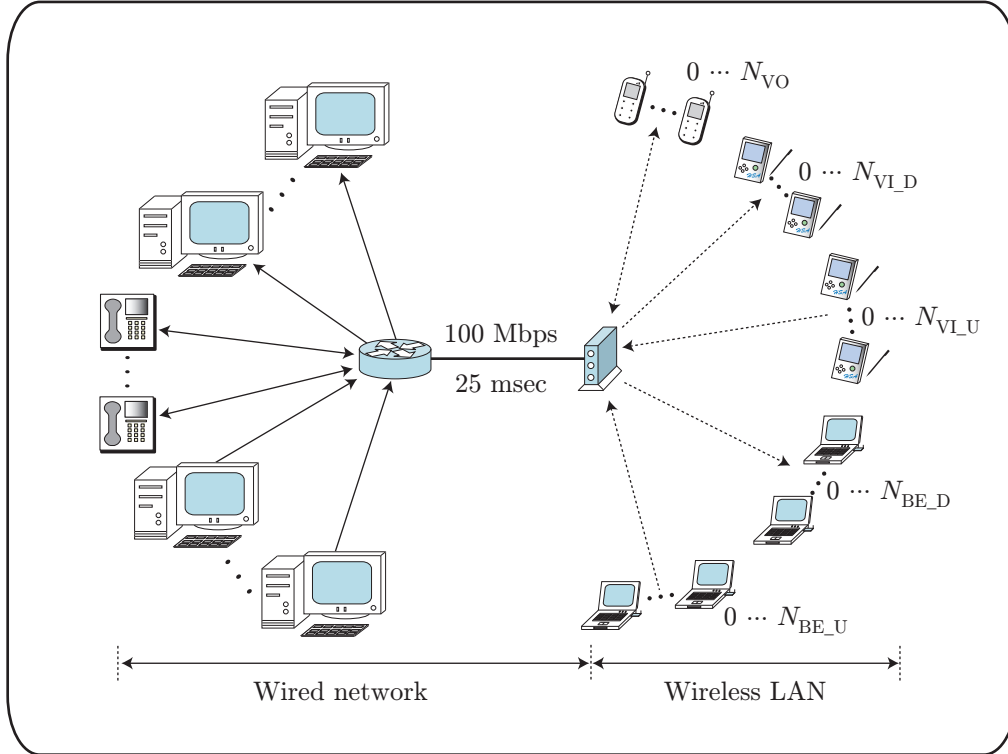 0 ··· N_VO
0 ··· N_VI_D
0 ··· N_VI_U
100 Mbps
25 msec
0 ··· N_BE_D
0 ··· N_BE_U
Wired network
Wireless LAN